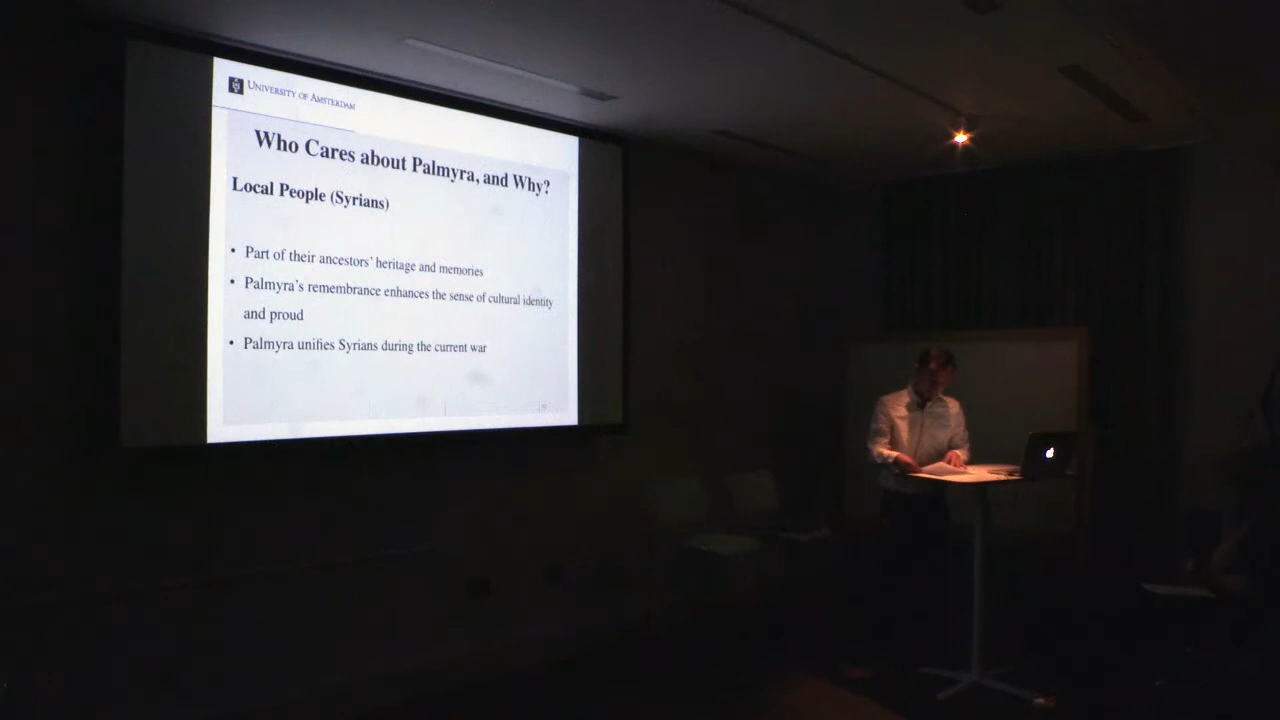 UNIVERSITY OF AMSTERDAM
Who Cares about Palmyra, and Why?
Local People (Syrians)
• Part of their ancestors' heritage and memories
• Palmyra's remembrance enhances the sense of cultural identity
and proud
• Palmyra unifies Syrians during the current war